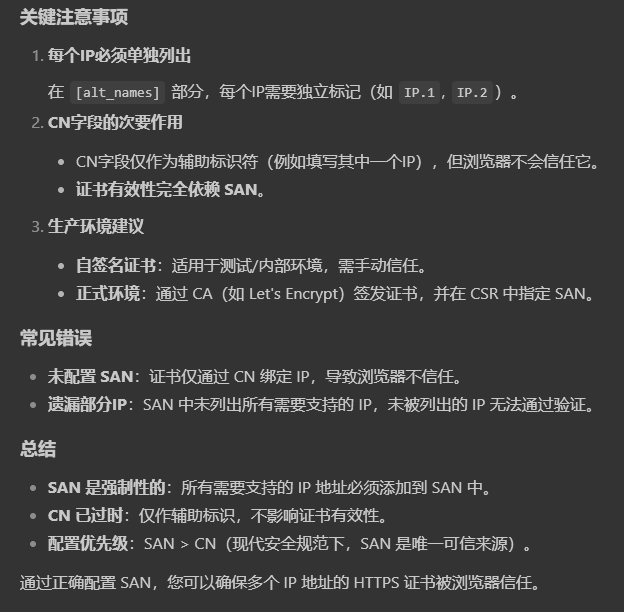 关键注意事项
1. 每个IP必须单独列出
在 [alt_names] 部分，每个IP需要独立标记（如 IP.1, IP.2）。
2. CN字段的次要作用
• CN字段仅作为辅助标识符（例如填写其中一个IP），但浏览器不会信任它。
• 证书有效性完全依赖 SAN。
3. 生产环境建议
• 自签名证书：适用于测试/内部环境，需手动信任。
• 正式环境：通过 CA（如 Let's Encrypt）签发证书，并在 CSR 中指定 SAN。
常见错误
• 未配置 SAN：证书仅通过 CN 绑定 IP，导致浏览器不信任。
• 遗漏部分IP：SAN 中未列出所有需要支持的 IP，未被列出的 IP 无法通过验证。
总结
• SAN 是强制性的：所有需要支持的 IP 地址必须添加到 SAN 中。
• CN 已过时：仅作辅助标识，不影响证书有效性。
• 配置优先级：SAN > CN（现代安全规范下，SAN 是唯一可信来源）。
通过正确配置 SAN，您可以确保多个 IP 地址的 HTTPS 证书被浏览器信任。